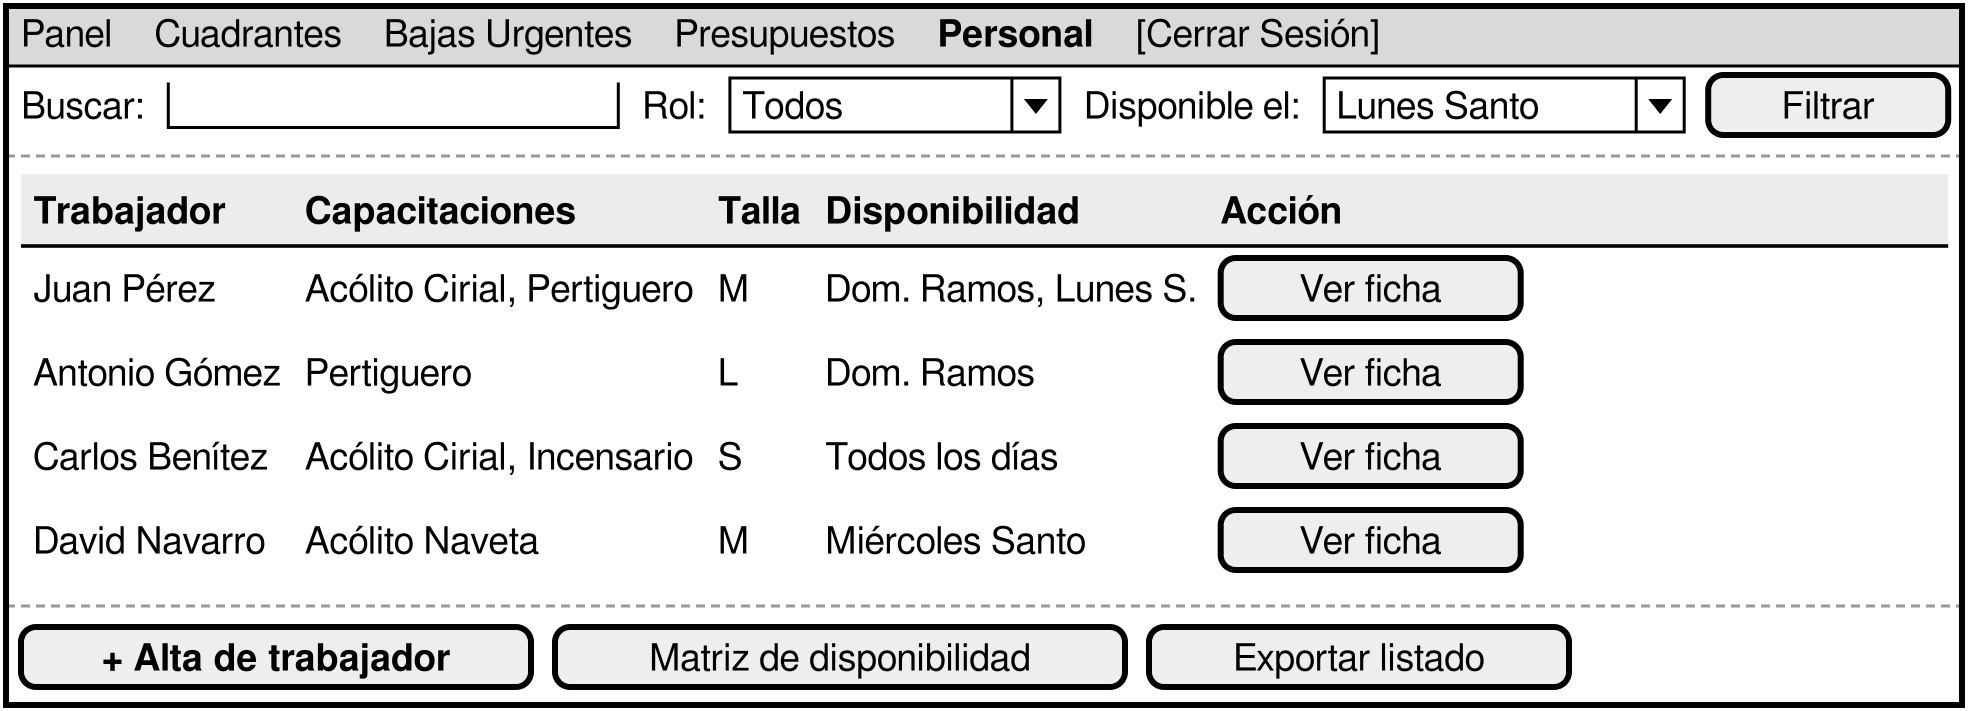 Panel Cuadrantes Bajas Urgentes Presupuestos Personal [Cerrar Sesión]
Buscar: Rol: Todos Disponible el: Lunes Santo Filtrar
Trabajador Capacitaciones Talla Disponibilidad Acción
Juan Pérez Acólito Cirial, Pertiguero M Dom. Ramos, Lunes S. Ver ficha
Antonio Gómez Pertiguero L Dom. Ramos Ver ficha
Carlos Benítez Acólito Cirial, Incensario S Todos los días Ver ficha
David Navarro Acólito Naveta M Miércoles Santo Ver ficha
+ Alta de trabajador Matriz de disponibilidad Exportar listado